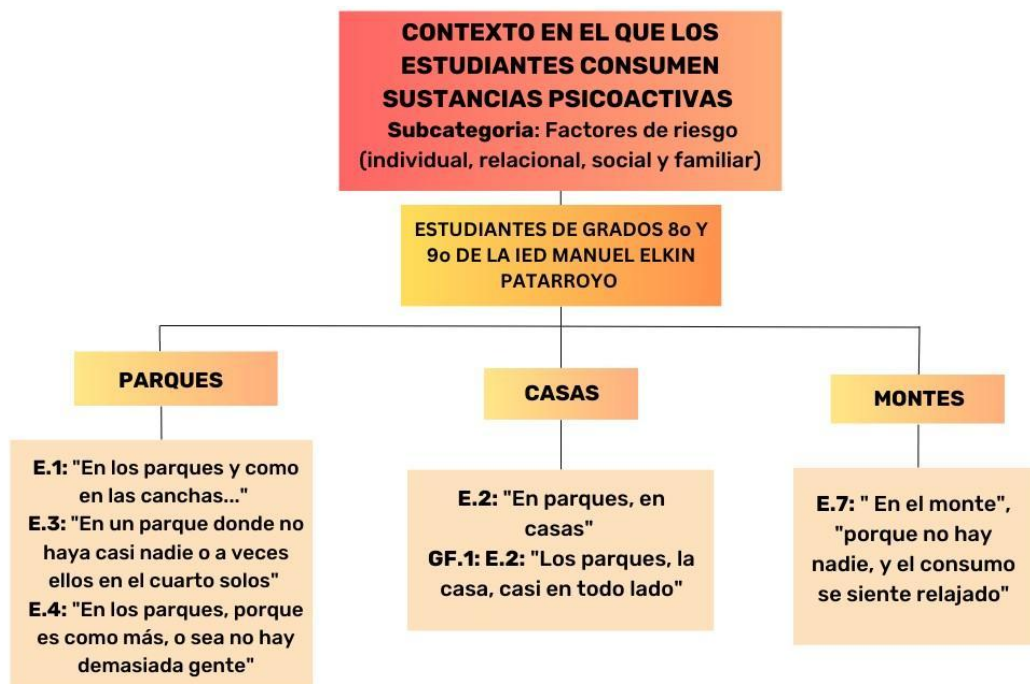 CONTEXTO EN EL QUE LOS
ESTUDIANTES CONSUMEN
SUSTANCIAS PSICOACTIVAS
Subcategoria: Factores de riesgo
(individual, relacional, social y familiar)
ESTUDIANTES DE GRADOS 8o Y
9o DE LA IED MANUEL ELKIN
PATARROYO
PARQUES
E.1: "En los parques y como
en las canchas..."
E.3: "En un parque donde no
haya casi nadie o a veces
ellos en el cuarto solos"
E.4: "En los parques, porque
es como más, o sea no hay
demasiada gente"
CASAS
E.2: "En parques, en
casas"
GF.1: E.2: "Los parques, la
casa, casi en todo lado"
MONTES
E.7: " En el monte",
"porque no hay
nadie, y el consumo
se siente relajado"